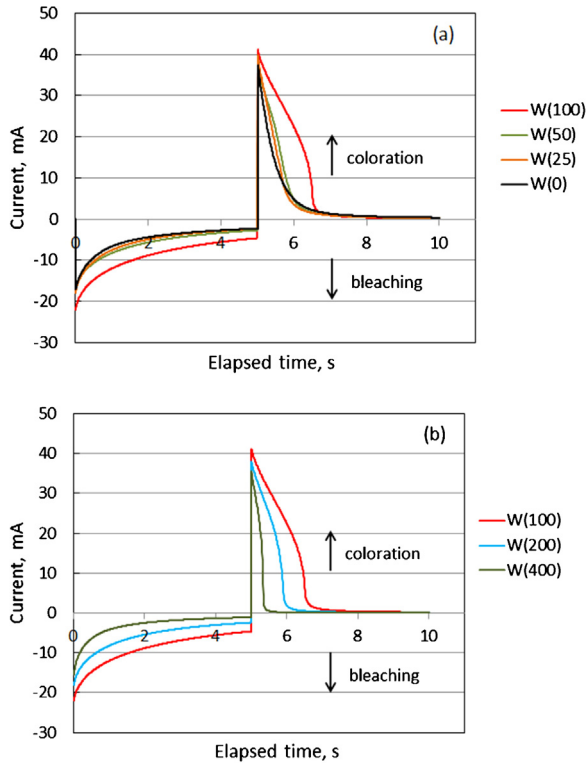 (a)
50
40
30
20
10
0
-10
-20
-30
0 2 4 6 8 10
Current, mA
Elapsed time, s
coloration
bleaching
W(100)
W(50)
W(25)
W(0)
(b)
50
40
30
20
10
0
-10
-20
-30
0 2 4 6 8 10
Current, mA
Elapsed time, s
coloration
bleaching
W(100)
W(200)
W(400)